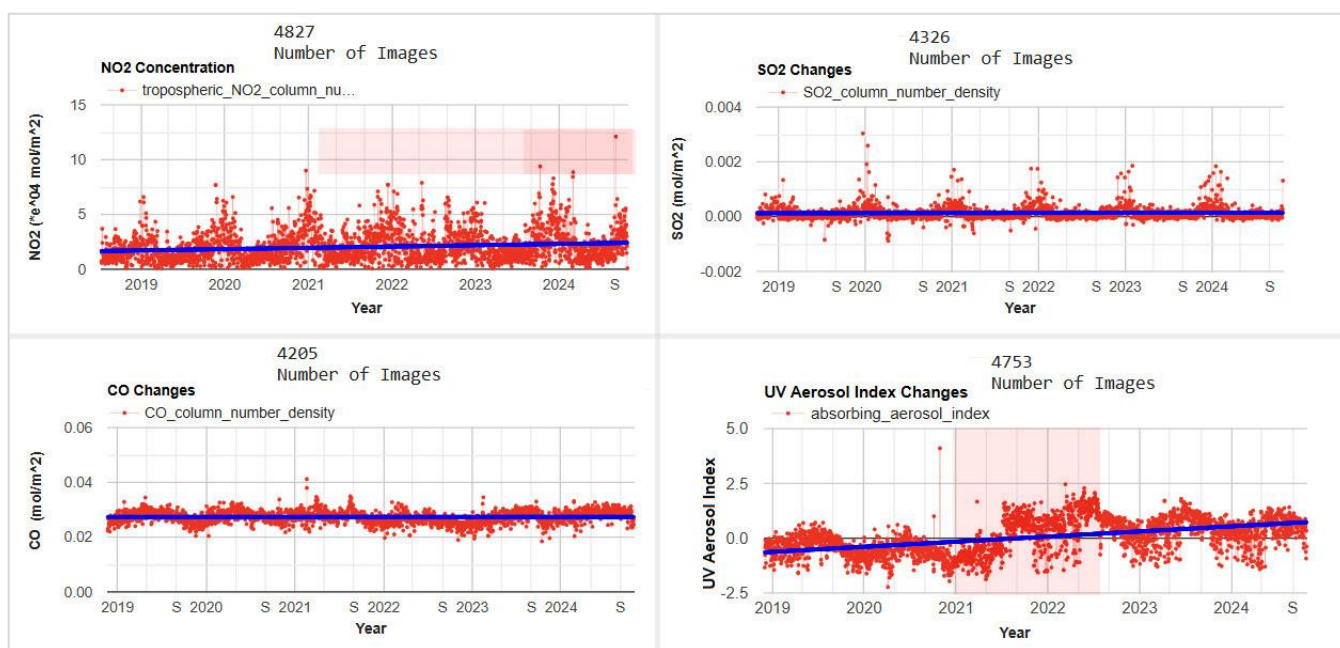 4827
Number of Images
NO2 Concentration
tropospheric_NO2_column_nu…
NO2 (*e^04 mol/m^2)
15
10
5
0
2019 2020 2021 2022 2023 2024 S
Year
4326
Number of Images
SO2 Changes
SO2_column_number_density
SO2 (mol/m^2)
0.004
0.002
0.000
-0.002
2019 S 2020 S 2021 S 2022 S 2023 S 2024 S
Year
4205
Number of Images
CO Changes
CO_column_number_density
CO (mol/m^2)
0.06
0.04
0.02
0.00
2019 S 2020 S 2021 S 2022 S 2023 S 2024 S
Year
4753
Number of Images
UV Aerosol Index Changes
absorbing_aerosol_index
UV Aerosol Index
5.0
2.5
0.0
-2.5
2019 2020 2021 2022 2023 2024 S
Year